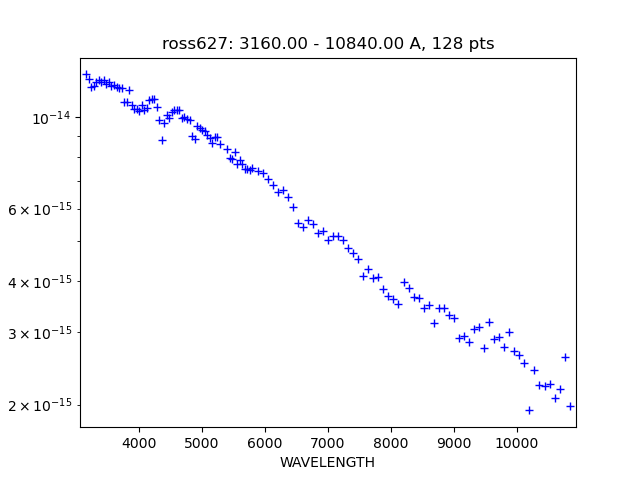 ross627: 3160.00 - 10840.00 A, 128 pts
10⁻¹⁴
6 × 10⁻¹⁵
4 × 10⁻¹⁵
3 × 10⁻¹⁵
2 × 10⁻¹⁵
4000 5000 6000 7000 8000 9000 10000
WAVELENGTH